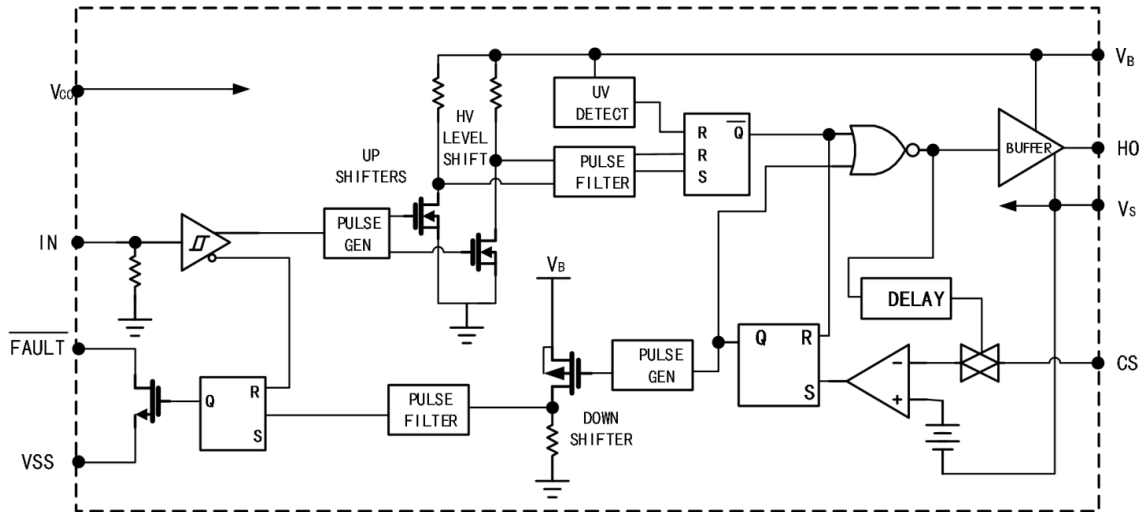 VCC
VB
UV
DETECT
HV
LEVEL
SHIFT
R
R
S
Q
BUFFER
HO
UP
SHIFTERS
PULSE
FILTER
VS
IN
PULSE
GEN
VB
DELAY
FAULT
Q
R
S
PULSE
GEN
Q
R
S
-
+
CS
PULSE
FILTER
DOWN
SHIFTER
VSS